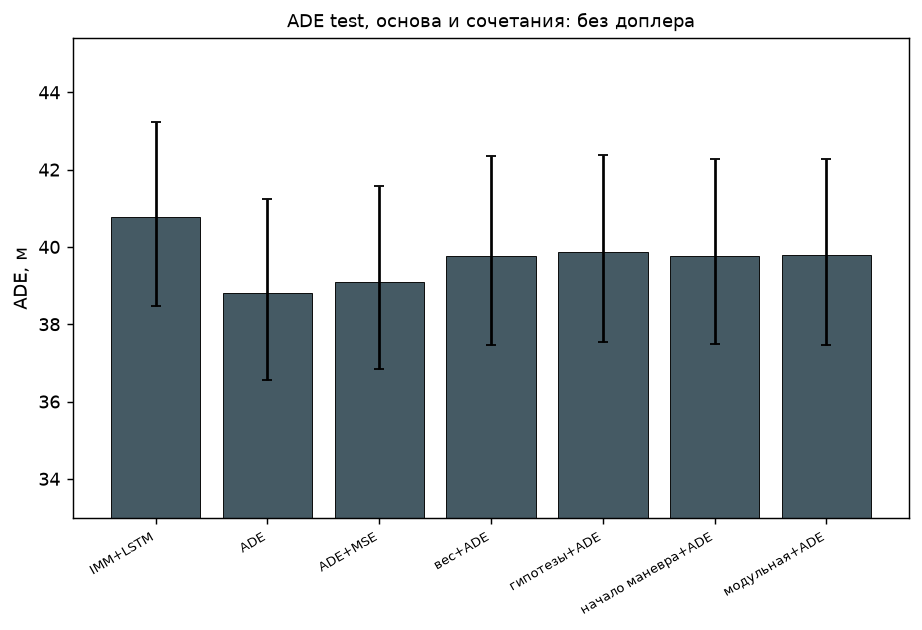 ADE test, основа и сочетания: без доплера
ADE, м
44
42
40
38
36
34
IMM+LSTM
ADE
ADE+MSE
вес+ADE
гипотезы+ADE
начало маневра+ADE
модульная+ADE